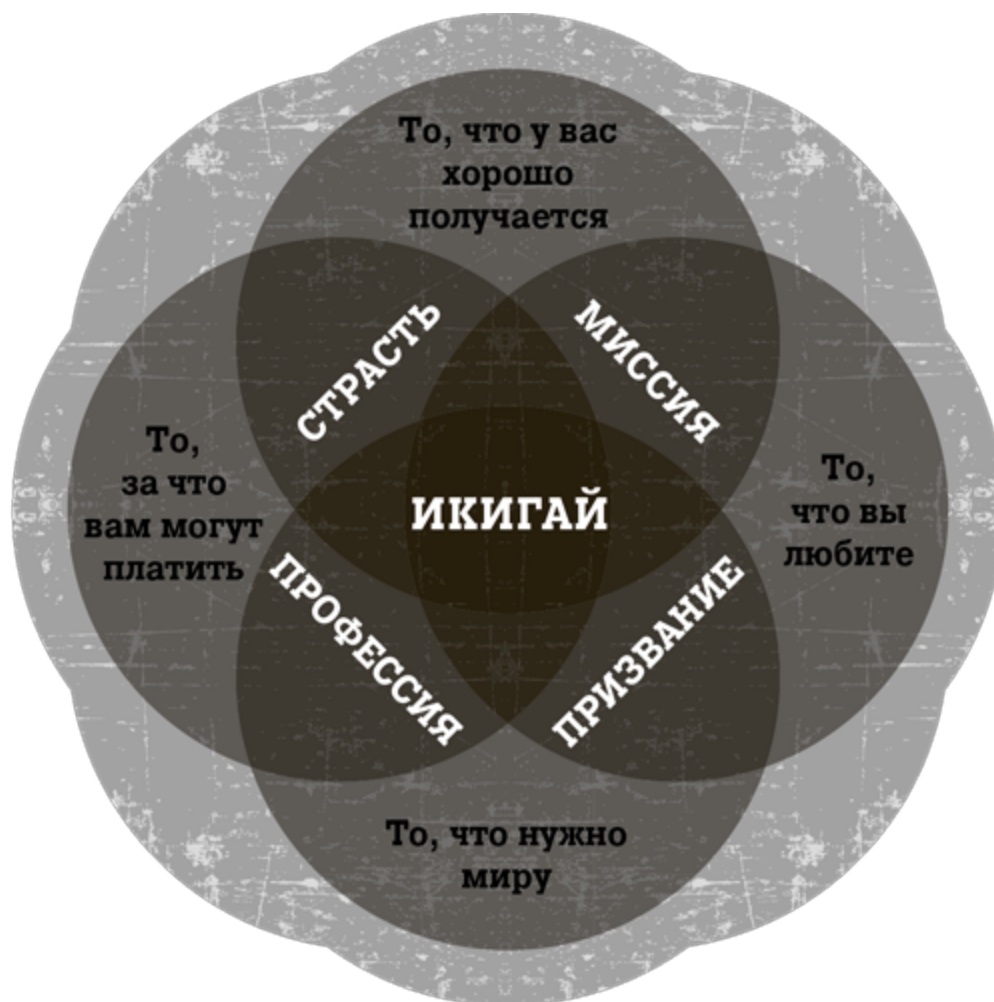 То, что у вас
хорошо
получается
СТРАСТЬ
МИССИЯ
То,
за что
вам могут
платить
ИКИГАЙ
То,
что вы
любите
ПРОФЕССИЯ
ПРИЗВАНИЕ
То, что нужно
миру